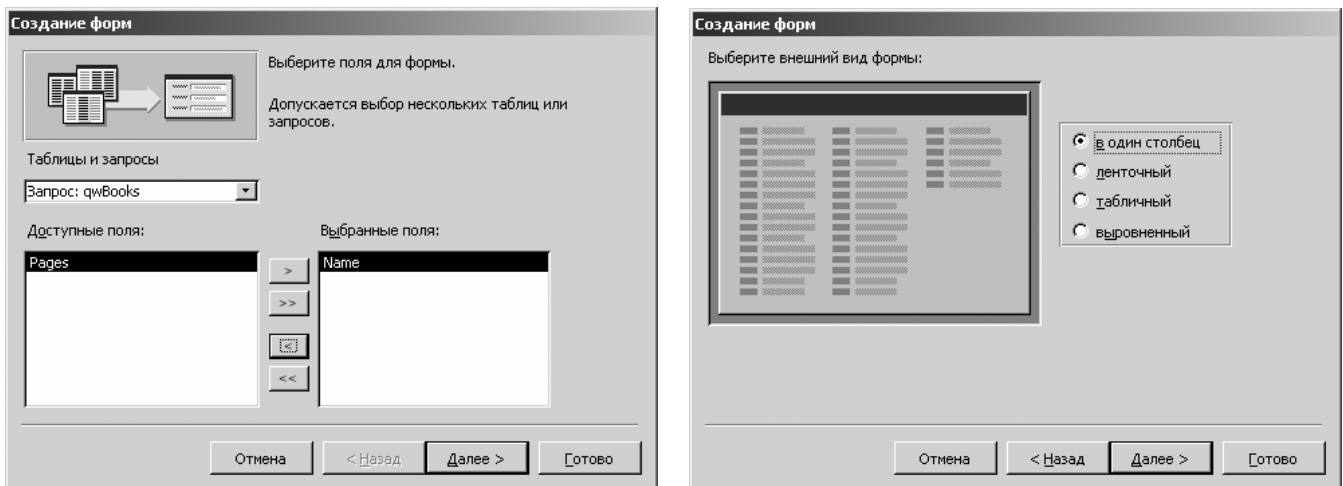 Создание форм
Выберите поля для формы.
Допускается выбор нескольких таблиц или
запросов.
Таблицы и запросы
Запрос: qwBooks
Доступные поля:
Выбранные поля:
Pages
Name
>
>>
<
<<
Отмена
< Назад
Далее >
Готово
Создание форм
Выберите внешний вид формы:
в один столбец
ленточный
табличный
выровненный
Отмена
< Назад
Далее >
Готово